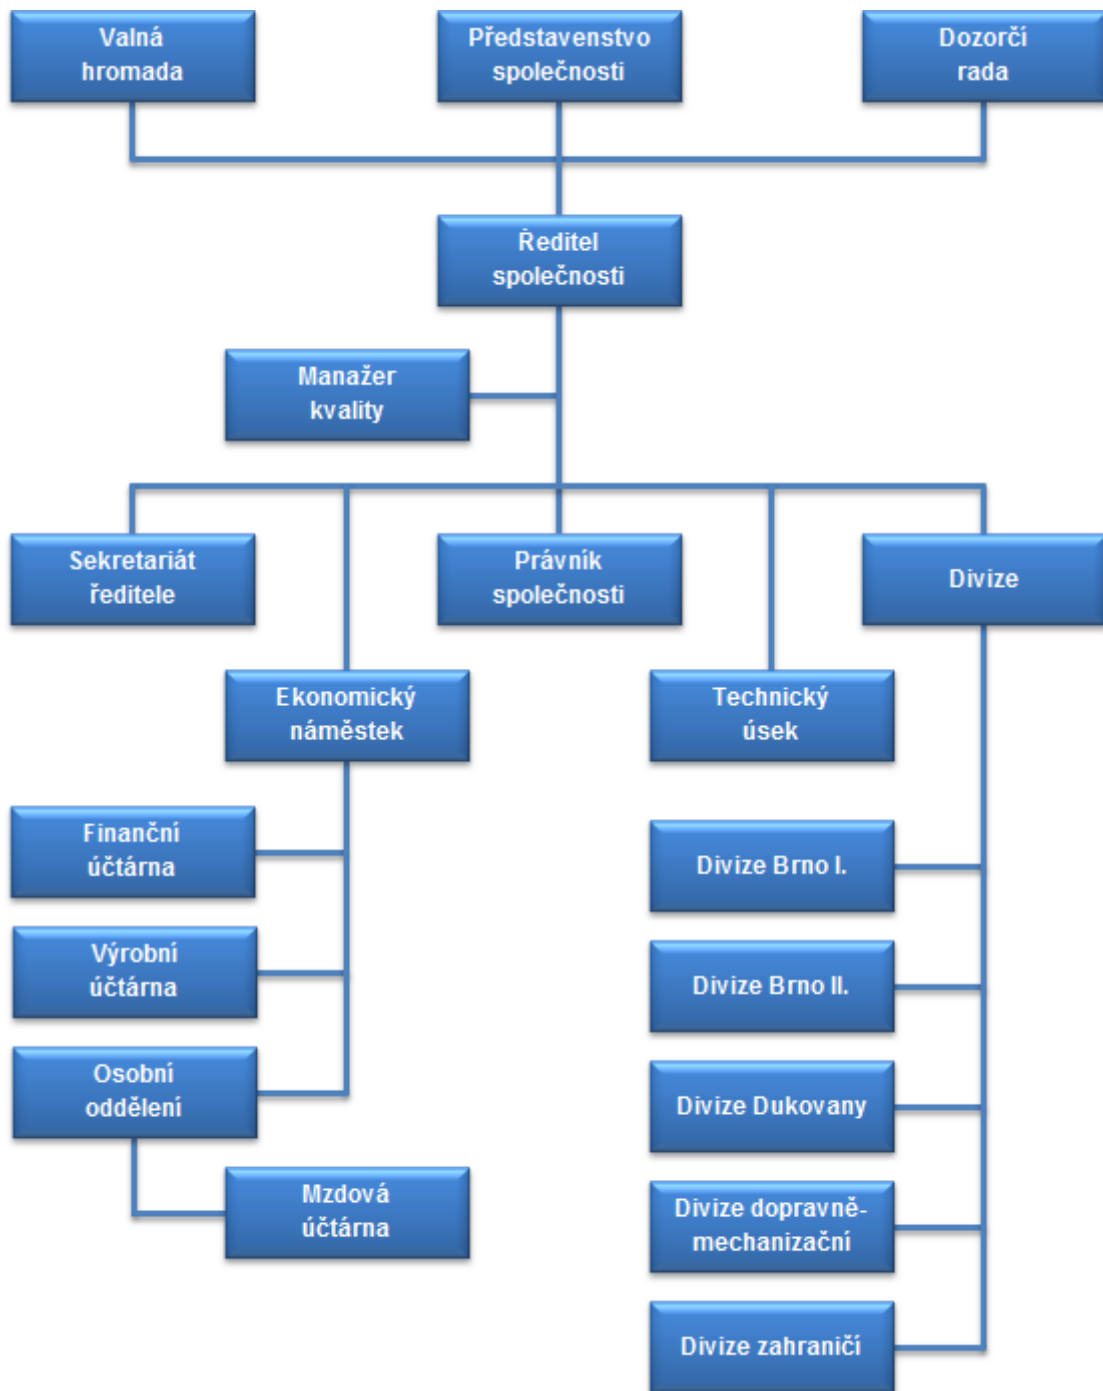 Valná
hromada
Představenstvo
společnosti
Dozorčí
rada
Ředitel
společnosti
Manažer
kvality
Sekretariát
ředitele
Právník
společnosti
Divize
Ekonomický
náměstek
Technický
úsek
Finanční
účtárna
Divize Brno I.
Výrobní
účtárna
Divize Brno II.
Osobní
oddělení
Divize Dukovany
Mzdová
účtárna
Divize dopravně-
mechanizační
Divize zahraničí